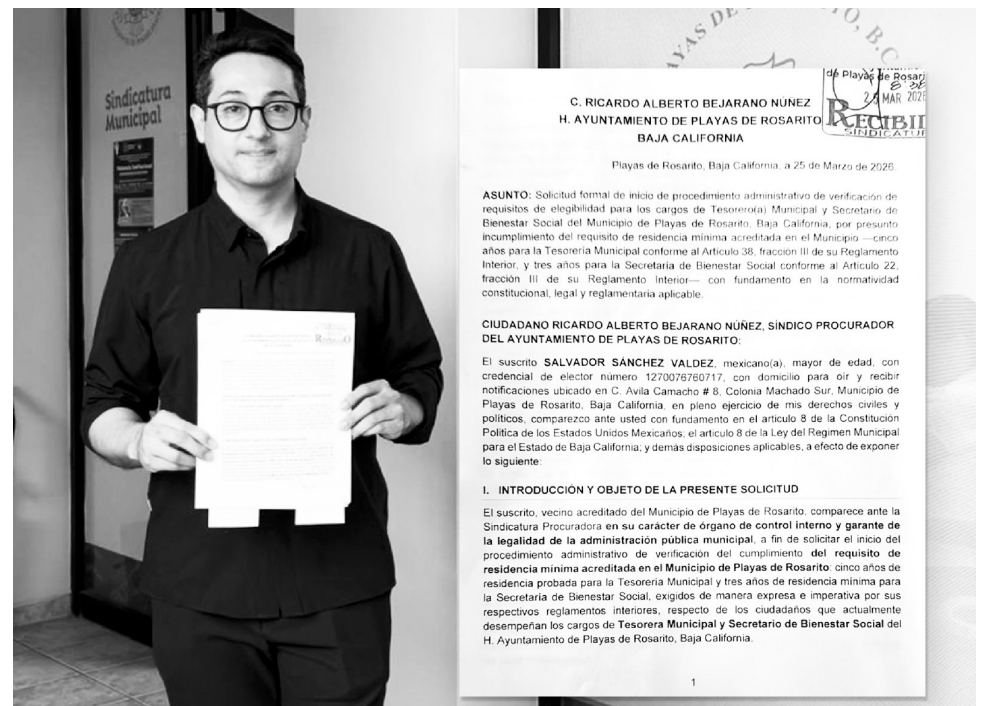 Sindicatura
Municipal
RECIBID
YAS DE
O, B.C.
de Playas de Rosari
8:38
25 MAR 2026
RECIBID
SINDICATUR
C. RICARDO ALBERTO BEJARANO NÚÑEZ
H. AYUNTAMIENTO DE PLAYAS DE ROSARITO
BAJA CALIFORNIA
Playas de Rosarito, Baja California, a 25 de Marzo de 2026.
ASUNTO: Solicitud formal de inicio de procedimiento administrativo de verificación de
requisitos de elegibilidad para los cargos de Tesorero(a) Municipal y Secretario de
Bienestar Social del Municipio de Playas de Rosarito, Baja California, por presunto
incumplimiento del requisito de residencia mínima acreditada en el Municipio —cinco
años para la Tesorería Municipal conforme al Artículo 38, fracción III de su Reglamento
Interior, y tres años para la Secretaría de Bienestar Social conforme al Artículo 22,
fracción III de su Reglamento Interior— con fundamento en la normatividad
constitucional, legal y reglamentaria aplicable.
CIUDADANO RICARDO ALBERTO BEJARANO NÚÑEZ, SÍNDICO PROCURADOR
DEL AYUNTAMIENTO DE PLAYAS DE ROSARITO:
El suscrito SALVADOR SÁNCHEZ VALDEZ, mexicano(a), mayor de edad, con
credencial de elector número 1270076760717, con domicilio para oír y recibir
notificaciones ubicado en C. Avila Camacho # 8, Colonia Machado Sur, Municipio de
Playas de Rosarito, Baja California, en pleno ejercicio de mis derechos civiles y
políticos, comparezco ante usted con fundamento en el artículo 8 de la Constitución
Política de los Estados Unidos Mexicanos; el artículo 8 de la Ley del Regimen Municipal
para el Estado de Baja California; y demás disposiciones aplicables, a efecto de exponer
lo siguiente:
I. INTRODUCCIÓN Y OBJETO DE LA PRESENTE SOLICITUD
El suscrito, vecino acreditado del Municipio de Playas de Rosarito, comparece ante la
Sindicatura Procuradora en su carácter de órgano de control interno y garante de
la legalidad de la administración pública municipal, a fin de solicitar el inicio del
procedimiento administrativo de verificación del cumplimiento del requisito de
residencia mínima acreditada en el Municipio de Playas de Rosarito: cinco años de
residencia probada para la Tesorería Municipal y tres años de residencia mínima para
la Secretaría de Bienestar Social, exigidos de manera expresa e imperativa por sus
respectivos reglamentos interiores, respecto de los ciudadaños que actualmente
desempeñan los cargos de Tesorera Municipal y Secretario de Bienestar Social del
H. Ayuntamiento de Playas de Rosarito, Baja California.
1